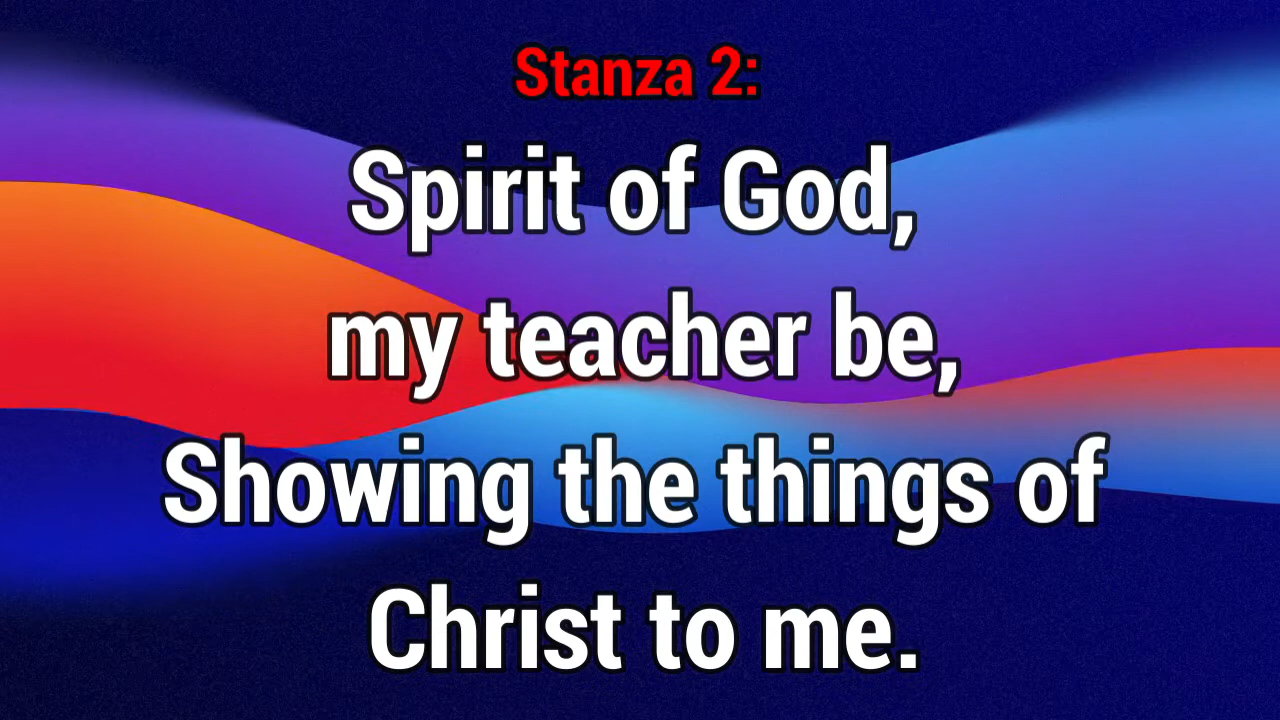 Stanza 2:
Spirit of God,
my teacher be,
Showing the things of
Christ to me.